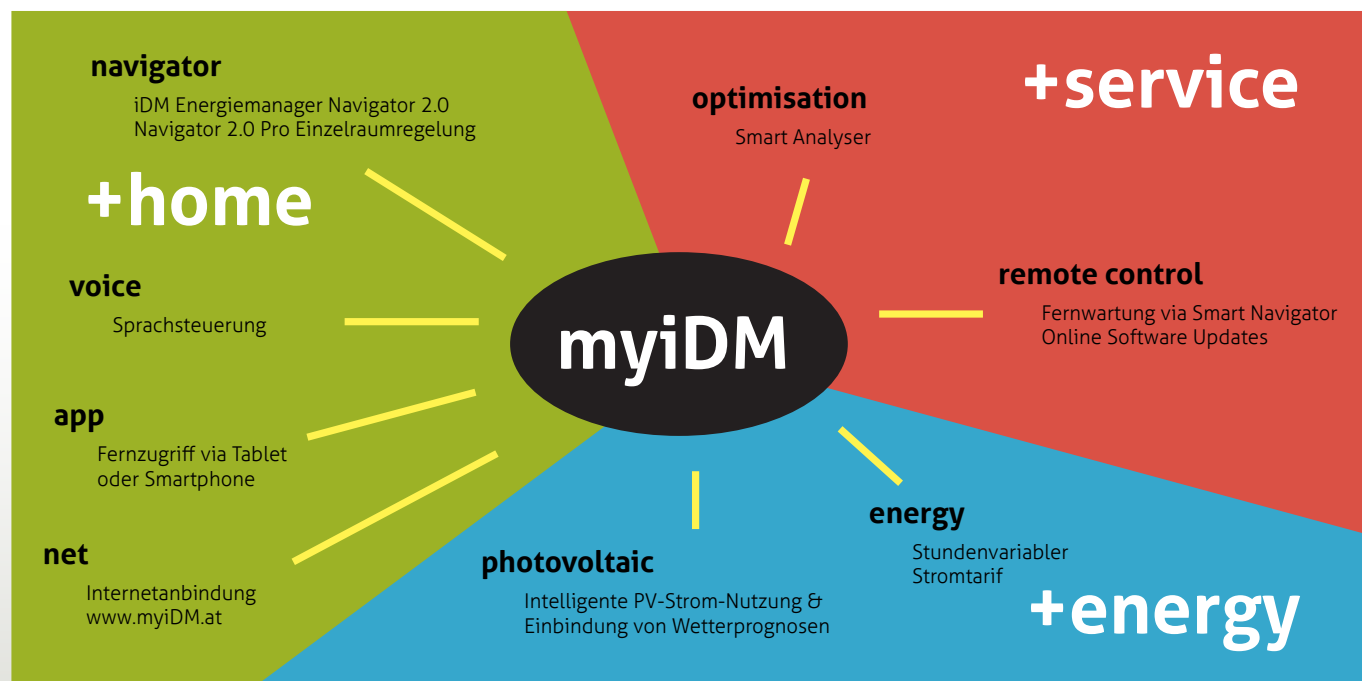 navigator
iDM Energiemanager Navigator 2.0
Navigator 2.0 Pro Einzelraumregelung
+home
voice
Sprachsteuerung
app
Fernzugriff via Tablet
oder Smartphone
net
Internetanbindung
www.myiDM.at
myiDM
+service
optimisation
Smart Analyser
remote control
Fernwartung via Smart Navigator
Online Software Updates
photovoltaic
Intelligente PV-Strom-Nutzung &
Einbindung von Wetterprognosen
energy
Stundenvariabler
Stromtarif
+energy